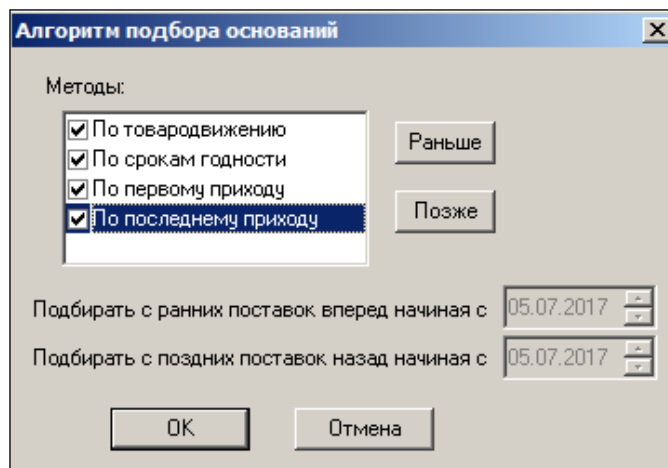 Алгоритм подбора оснований
Методы:
По товародвижению
По срокам годности
По первому приходу
По последнему приходу
Раньше
Позже
Подбирать с ранних поставок вперед начиная с 05.07.2017
Подбирать с поздних поставок назад начиная с 05.07.2017
OK Отмена